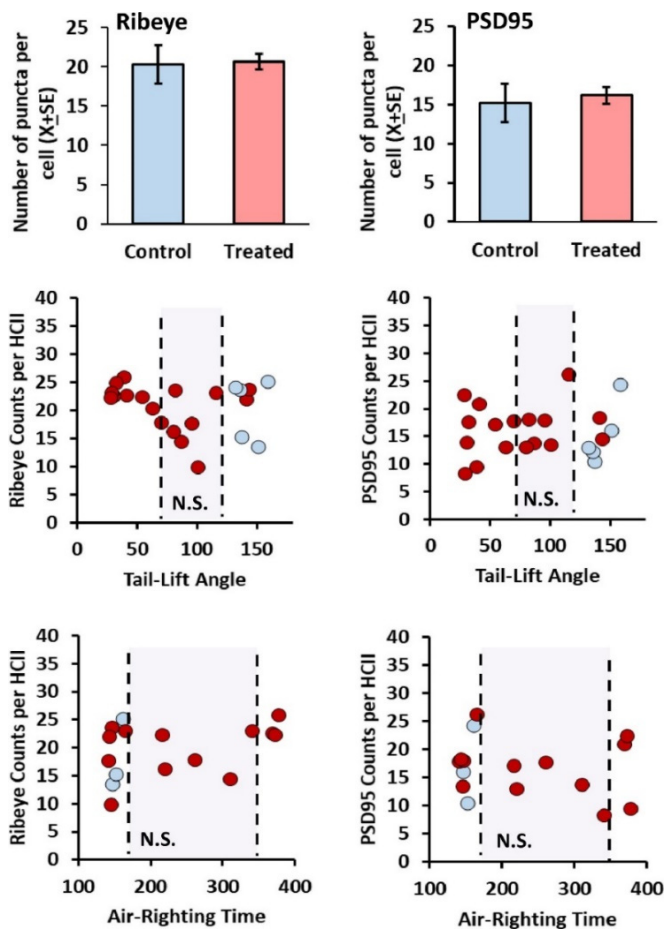 Ribeye
Number of puncta per
cell (X±SE)
25
20
15
10
5
0
Control
Treated
PSD95
Number of puncta per
cell (X±SE)
25
20
15
10
5
0
Control
Treated
Ribeye Counts per HCII
40
35
30
25
20
15
10
5
0
N.S.
0
50
100
150
Tail-Lift Angle
PSD95 Counts per HCII
40
35
30
25
20
15
10
5
0
N.S.
0
50
100
150
Tail-Lift Angle
Ribeye Counts per HCII
40
35
30
25
20
15
10
5
0
N.S.
100
200
300
400
Air-Righting Time
PSD95 Counts per HCII
40
35
30
25
20
15
10
5
0
N.S.
100
200
300
400
Air-Righting Time